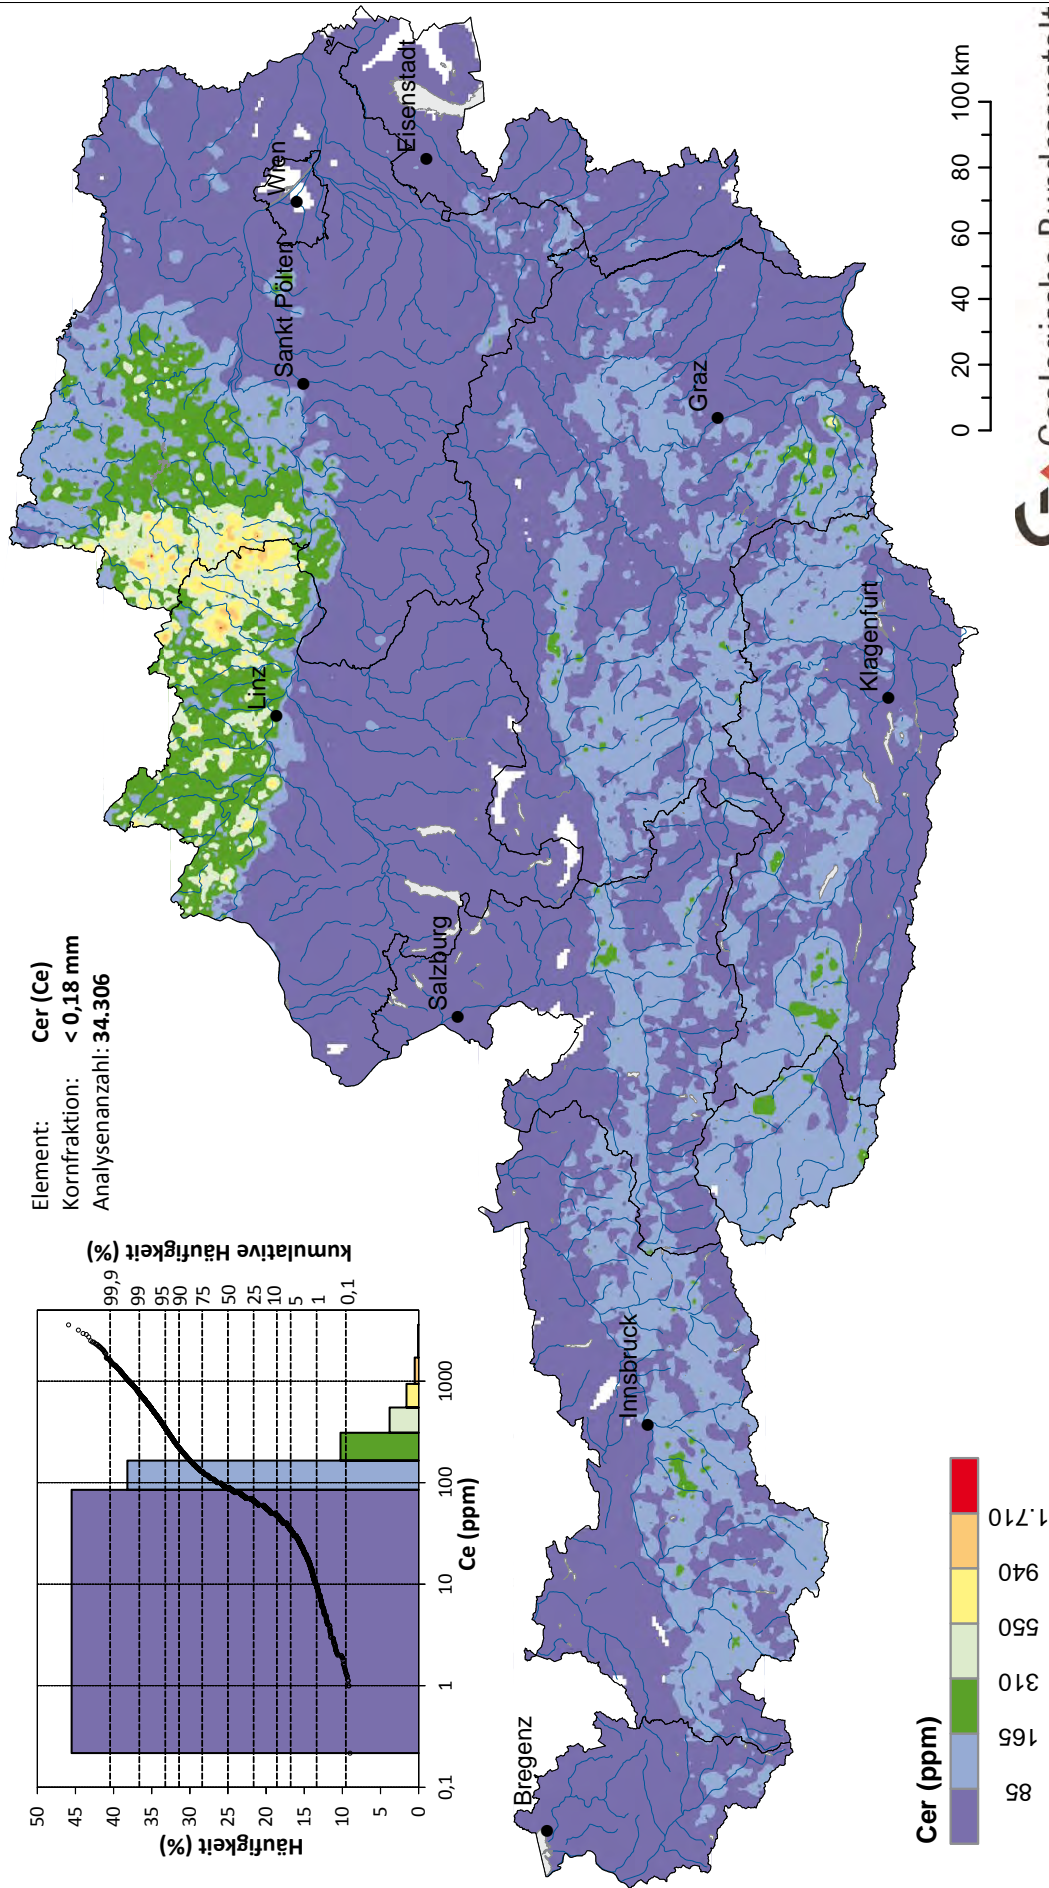 Element: Cer (Ce)
Kornfraktion: < 0,18 mm
Analysenanzahl: 34.306
Häufigkeit (%)
50
45
40
35
30
25
20
15
10
5
0
kumulative Häufigkeit (%)
99,9
99
95
90
75
50
25
10
5
1
0,1
0,1 1 10 100 1000
Ce (ppm)
Bregenz
Innsbruck
Salzburg
Linz
Sankt Pölten
Wien
Eisenstadt
Graz
Klagenfurt
Cer (ppm)
85 165 310 550 940 1.710
0 20 40 60 80 100 km
Geologische Bundesanstalt